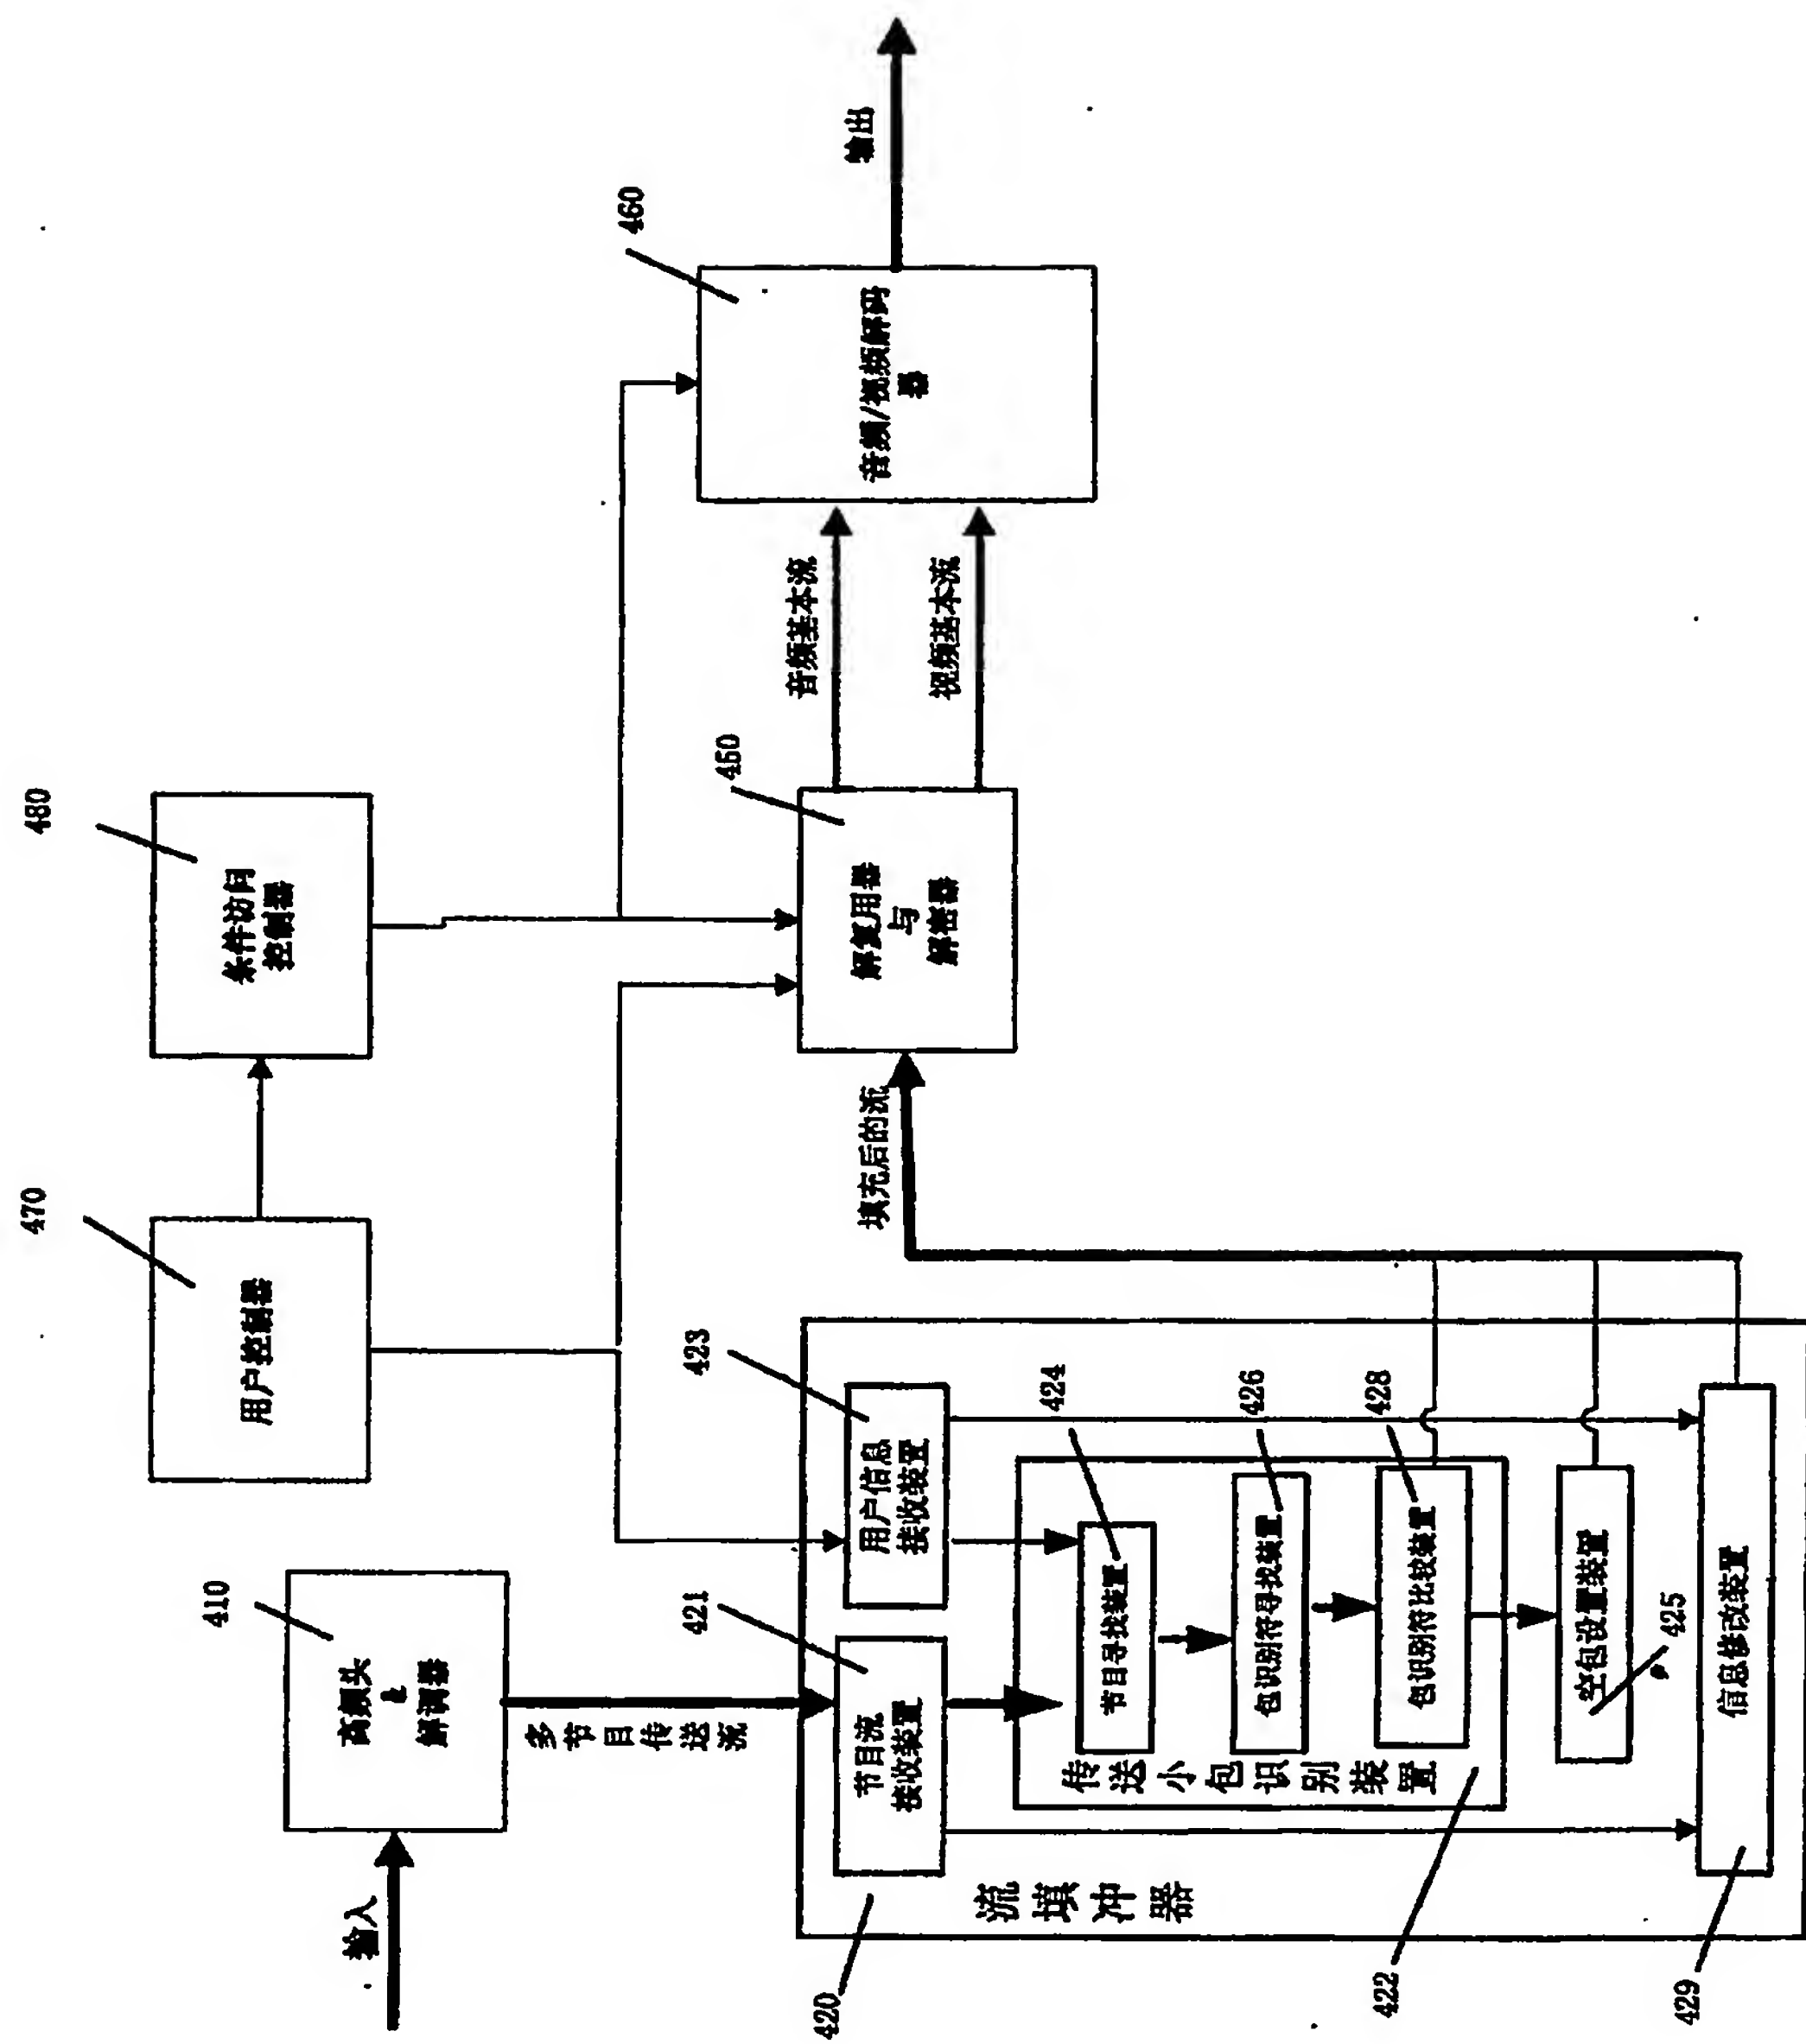 输入
410
高频头
&
解调器
多节目传送流
470
用户控制器
480
条件访问
控制器
420
流填冲器
421
节目流
接收装置
423
用户信息
接收装置
422
传送小包识别装置
424
节目寻找装置
426
包识别符寻找装置
428
包识别符比较装置
425
空包设置装置
429
信息修改装置
填充后的流
450
解复用器
与
解密器
音频基本流
视频基本流
460
音频/视频解码
器
输出